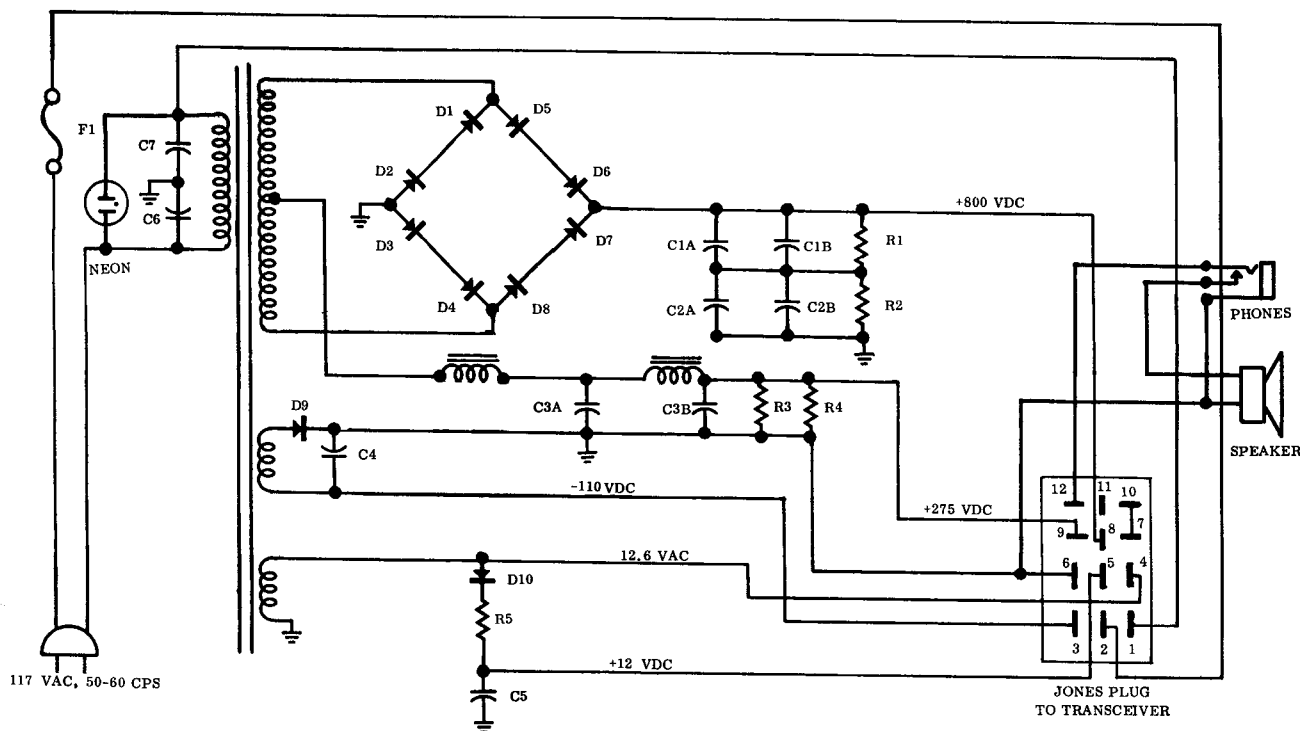 D1
D5
F1
C7
D2
D6
C6
+800 VDC
D3
D7
C1A
C1B
R1
NEON
D4
D8
C2A
C2B
R2
PHONES
D9
C3A
C3B
R3
R4
C4
SPEAKER
-110 VDC
12
11
10
+275 VDC
9
8
7
12.6 VAC
6
5
4
D10
R5
3
2
1
+12 VDC
117 VAC, 50-60 CPS
C5
JONES PLUG
TO TRANSCEIVER